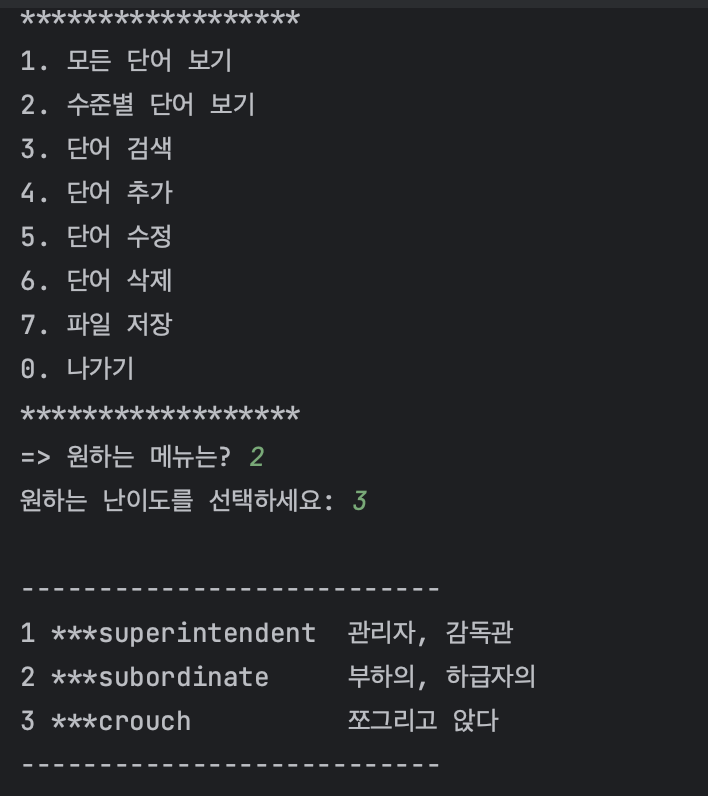 ******************
1. 모든 단어 보기
2. 수준별 단어 보기
3. 단어 검색
4. 단어 추가
5. 단어 수정
6. 단어 삭제
7. 파일 저장
0. 나가기
******************
=> 원하는 메뉴는? 2
원하는 난이도를 선택하세요: 3
---------------------------
1 ***superintendent  관리자, 감독관
2 ***subordinate     부하의, 하급자의
3 ***crouch          쪼그리고 앉다
---------------------------